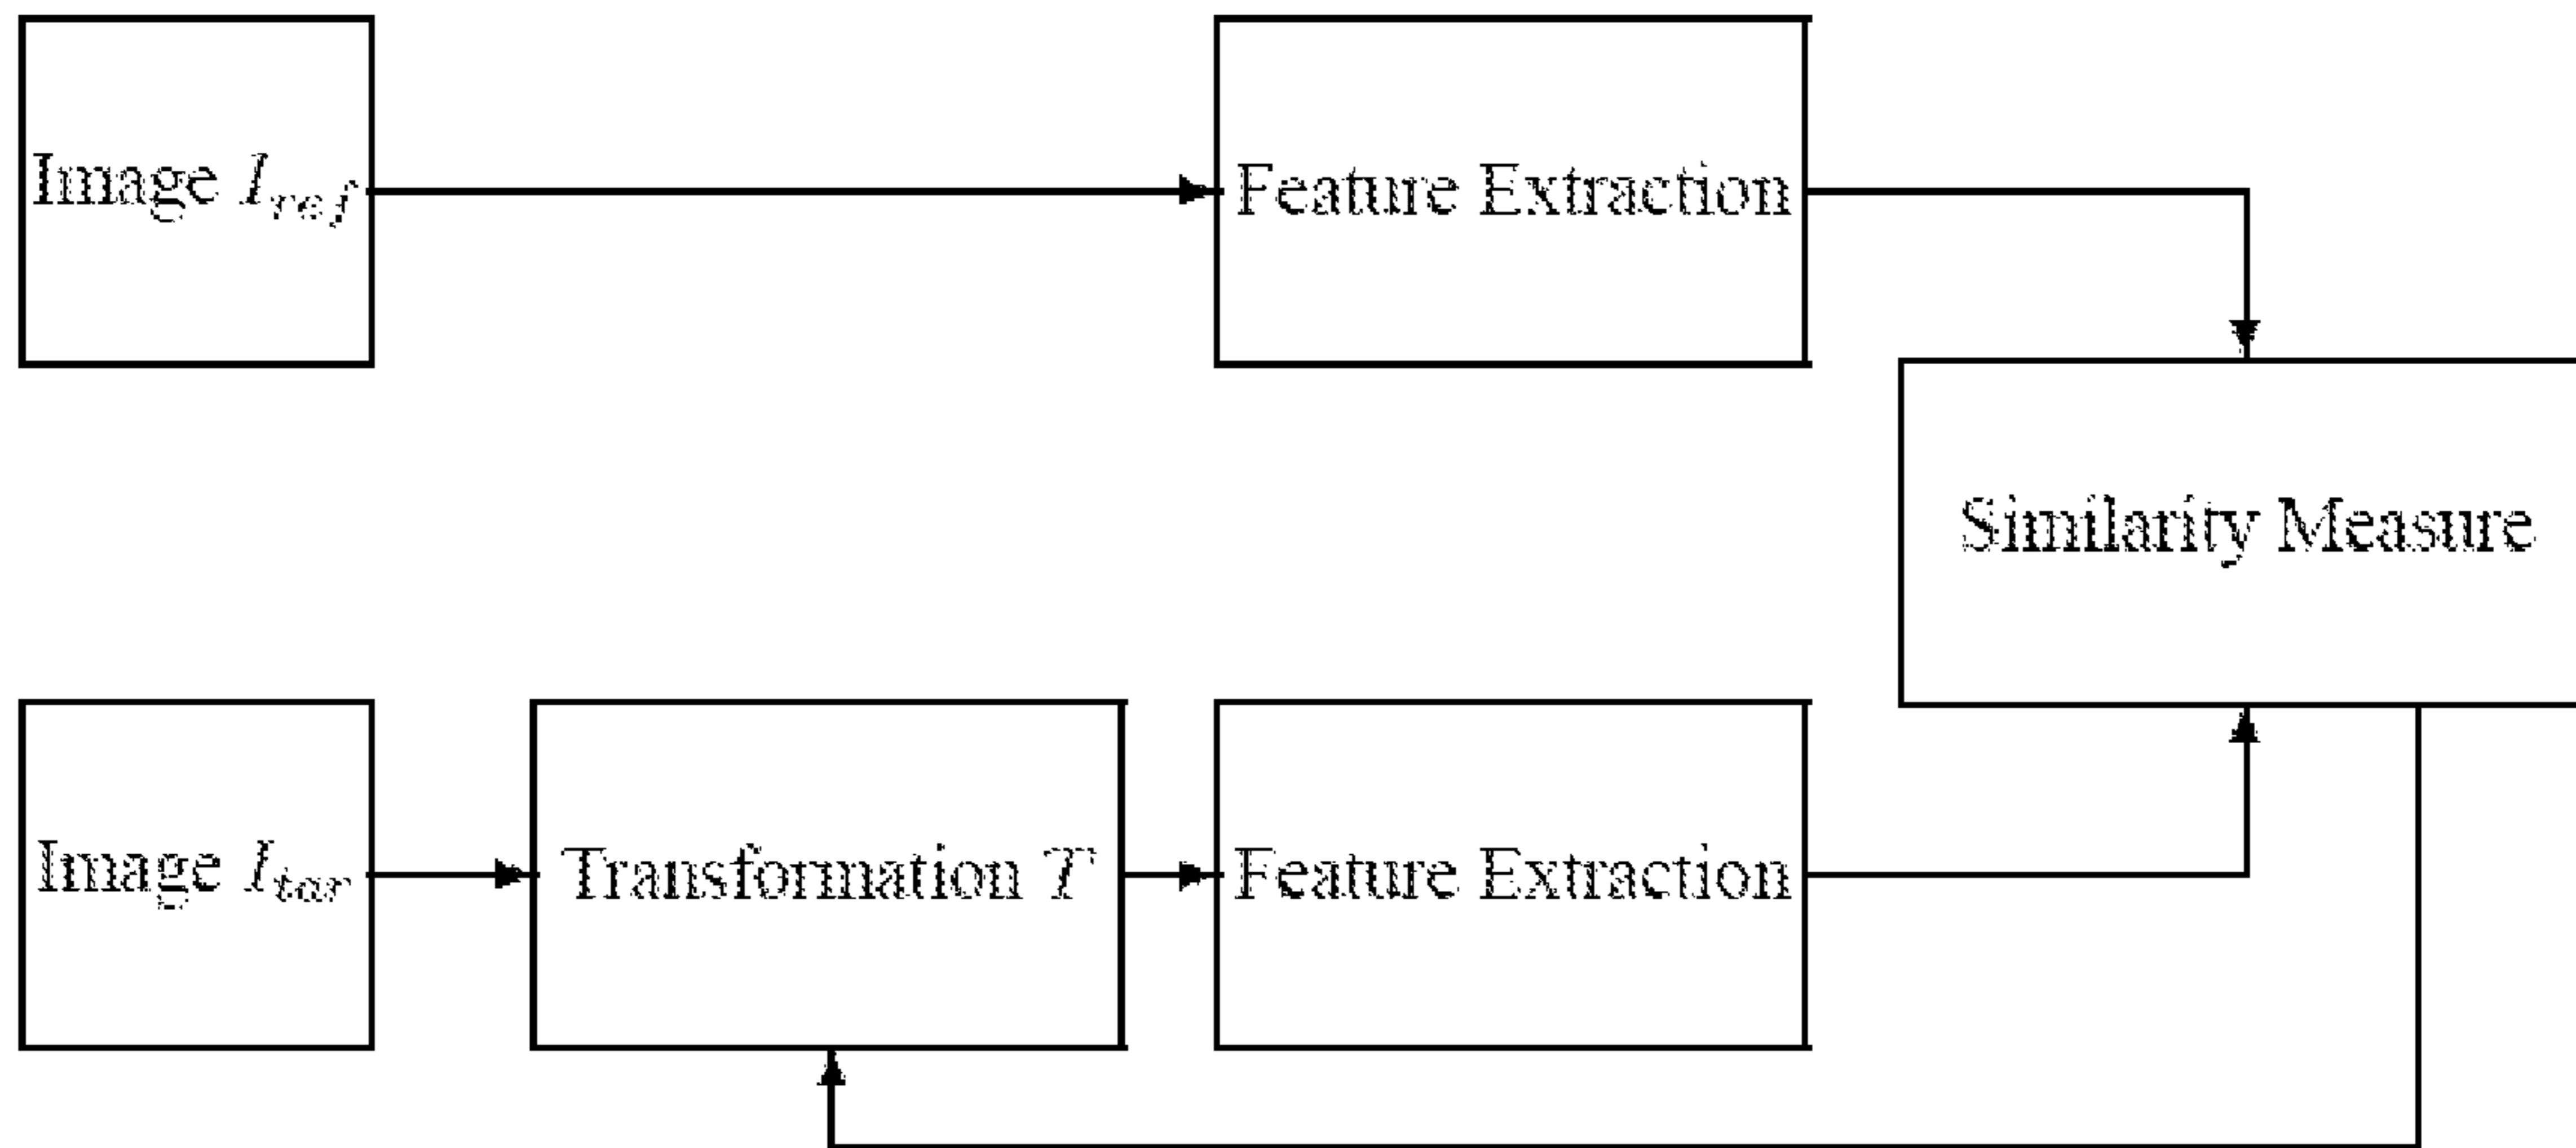 Image I_ref
Feature Extraction
Similarity Measure
Image I_tar
Transformation T
Feature Extraction